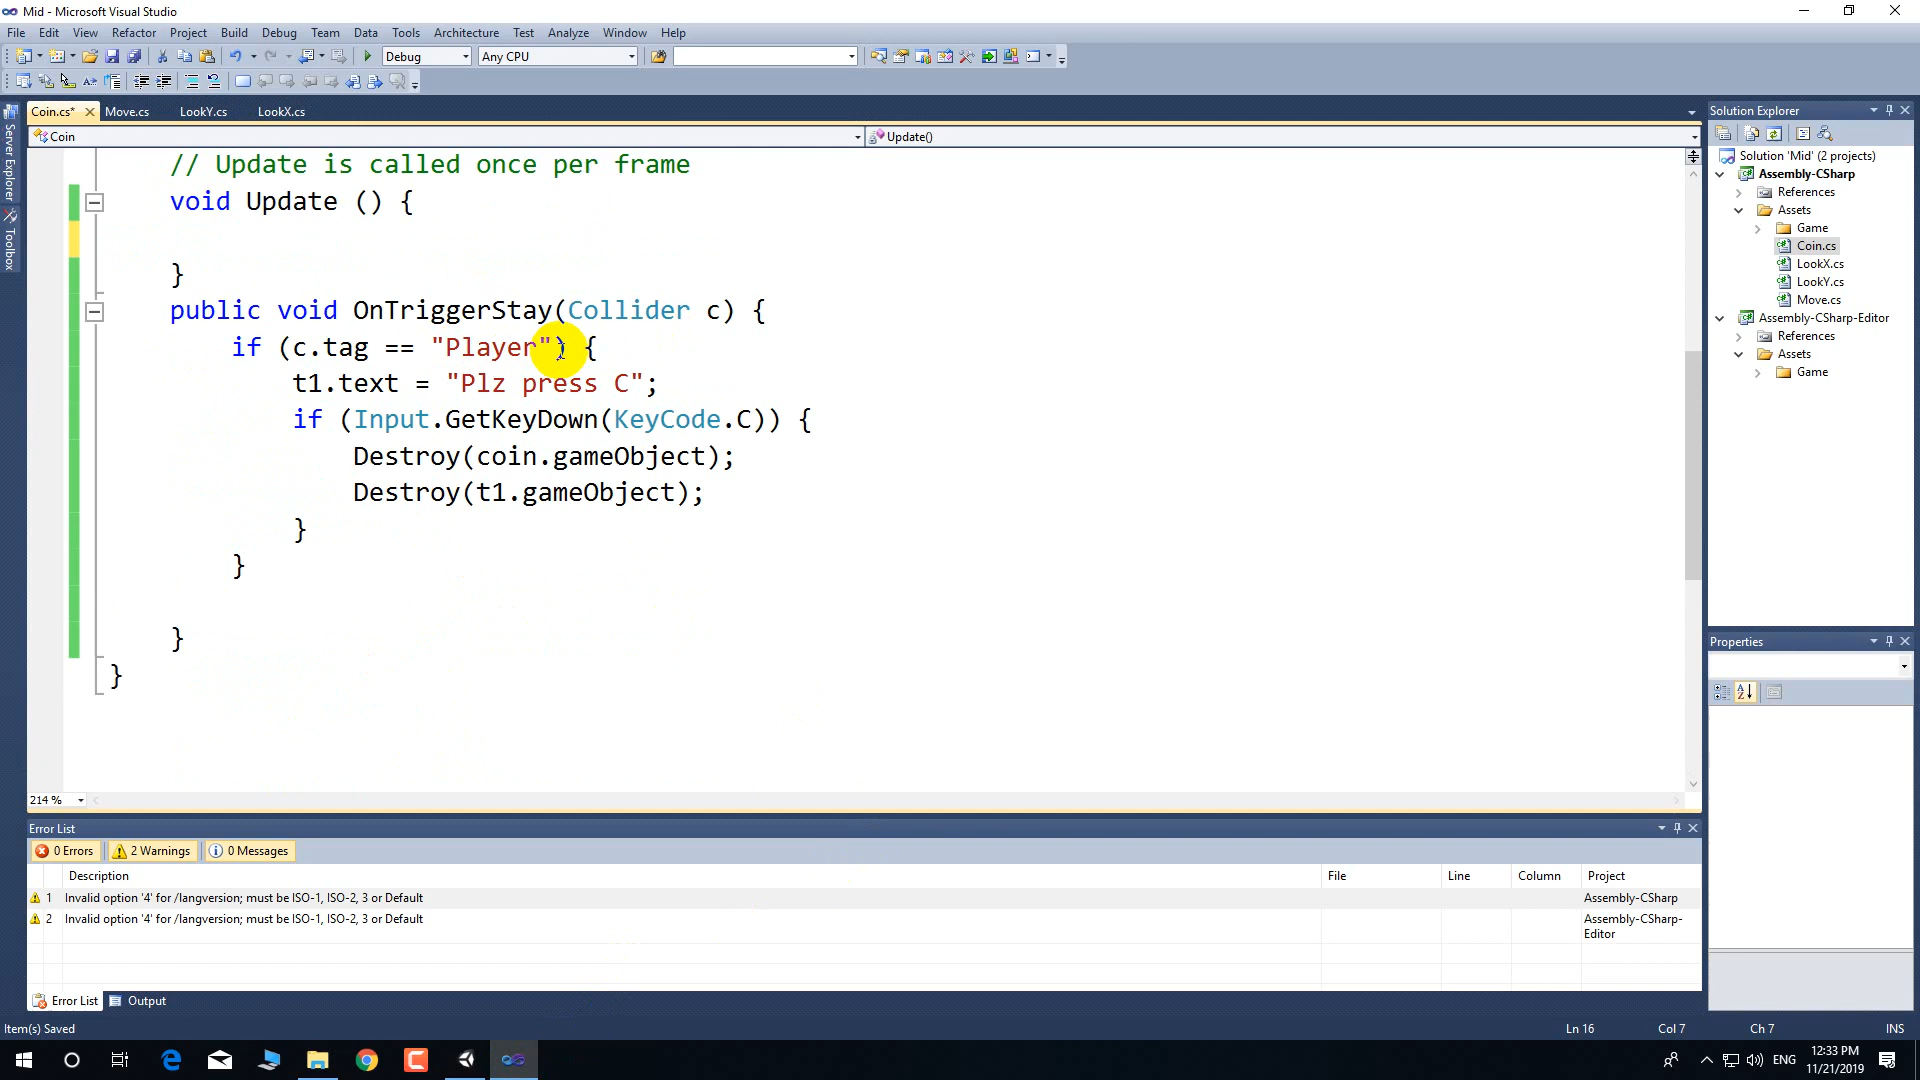 Mid - Microsoft Visual Studio
File Edit View Refactor Project Build Debug Team Data Tools Architecture Test Analyze Window Help
Debug Any CPU
Coin.cs* Move.cs LookY.cs LookX.cs
Coin Update()
// Update is called once per frame
void Update () {
}
public void OnTriggerStay(Collider c) {
if (c.tag == "Player") {
t1.text = "Plz press C";
if (Input.GetKeyDown(KeyCode.C)) {
Destroy(coin.gameObject);
Destroy(t1.gameObject);
}
}
}
}
214 %
Server Explorer
Toolbox
Solution Explorer
Solution 'Mid' (2 projects)
Assembly-CSharp
References
Assets
Game
Coin.cs
LookX.cs
LookY.cs
Move.cs
Assembly-CSharp-Editor
References
Assets
Game
Properties
Error List
0 Errors 2 Warnings 0 Messages
Description File Line Column Project
1 Invalid option '4' for /langversion; must be ISO-1, ISO-2, 3 or Default Assembly-CSharp
2 Invalid option '4' for /langversion; must be ISO-1, ISO-2, 3 or Default Assembly-CSharp-
Editor
Error List Output
Item(s) Saved Ln 16 Col 7 Ch 7 INS
ENG 12:33 PM
11/21/2019